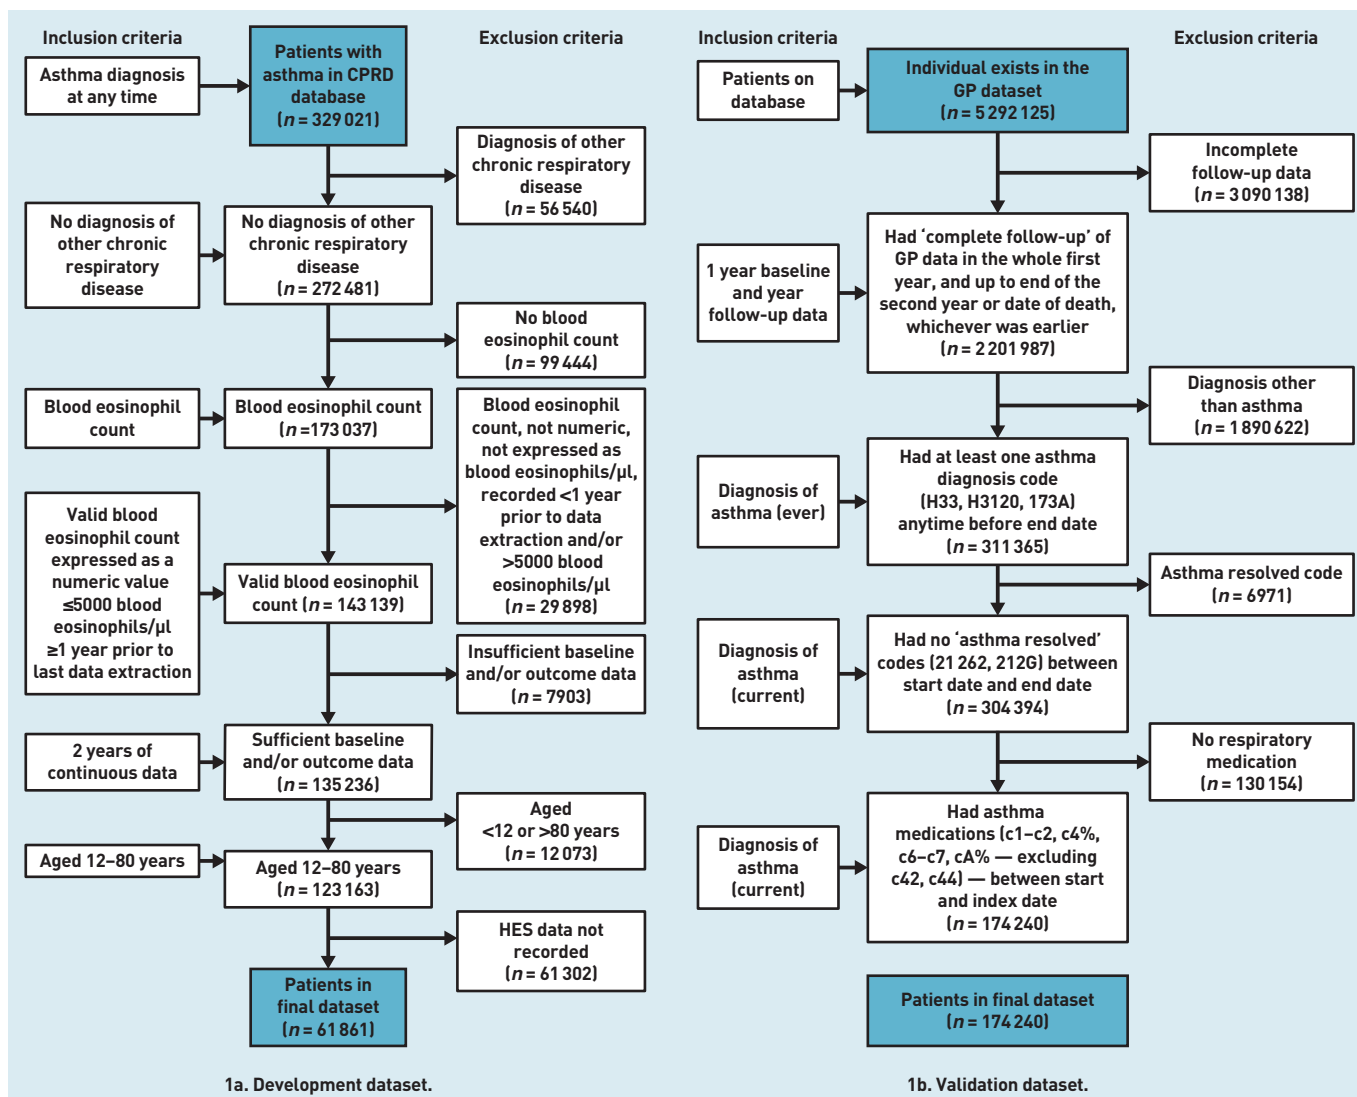 Inclusion criteria
Exclusion criteria
Asthma diagnosis
at any time
Patients with
asthma in CPRD
database
(n = 329 021)
Diagnosis of other
chronic respiratory
disease
(n = 56 540)
No diagnosis of
other chronic
respiratory
disease
No diagnosis of other
chronic respiratory
disease
(n = 272 481)
No blood
eosinophil count
(n = 99 444)
Blood eosinophil
count
Blood eosinophil count
(n =173 037)
Blood eosinophil
count, not numeric,
not expressed as
blood eosinophils/µl,
recorded <1 year
prior to data
extraction and/or
>5000 blood
eosinophils/µl
(n = 29 898)
Valid blood
eosinophil count
expressed as a
numeric value
≤5000 blood
eosinophils/µl
≥1 year prior to
last data extraction
Valid blood eosinophil
count (n = 143 139)
Insufficient baseline
and/or outcome data
(n = 7903)
2 years of
continuous data
Sufficient baseline
and/or outcome data
(n = 135 236)
Aged
<12 or >80 years
(n = 12 073)
Aged 12–80 years
Aged 12–80 years
(n = 123 163)
HES data not
recorded
(n = 61 302)
Patients in
final dataset
(n = 61 861)
1a. Development dataset.
Inclusion criteria
Exclusion criteria
Patients on
database
Individual exists in the
GP dataset
(n = 5 292 125)
Incomplete
follow-up data
(n = 3 090 138)
1 year baseline
and year
follow-up data
Had ‘complete follow-up’ of
GP data in the whole first
year, and up to end of the
second year or date of death,
whichever was earlier
(n = 2 201 987)
Diagnosis other
than asthma
(n = 1 890 622)
Diagnosis of
asthma (ever)
Had at least one asthma
diagnosis code
(H33, H3120, 173A)
anytime before end date
(n = 311 365)
Asthma resolved code
(n = 6971)
Diagnosis of
asthma
(current)
Had no ‘asthma resolved’
codes (21 262, 212G) between
start date and end date
(n = 304 394)
No respiratory
medication
(n = 130 154)
Diagnosis of
asthma
(current)
Had asthma
medications (c1–c2, c4%,
c6–c7, cA% — excluding
c42, c44) — between start
and index date
(n = 174 240)
Patients in final dataset
(n = 174 240)
1b. Validation dataset.